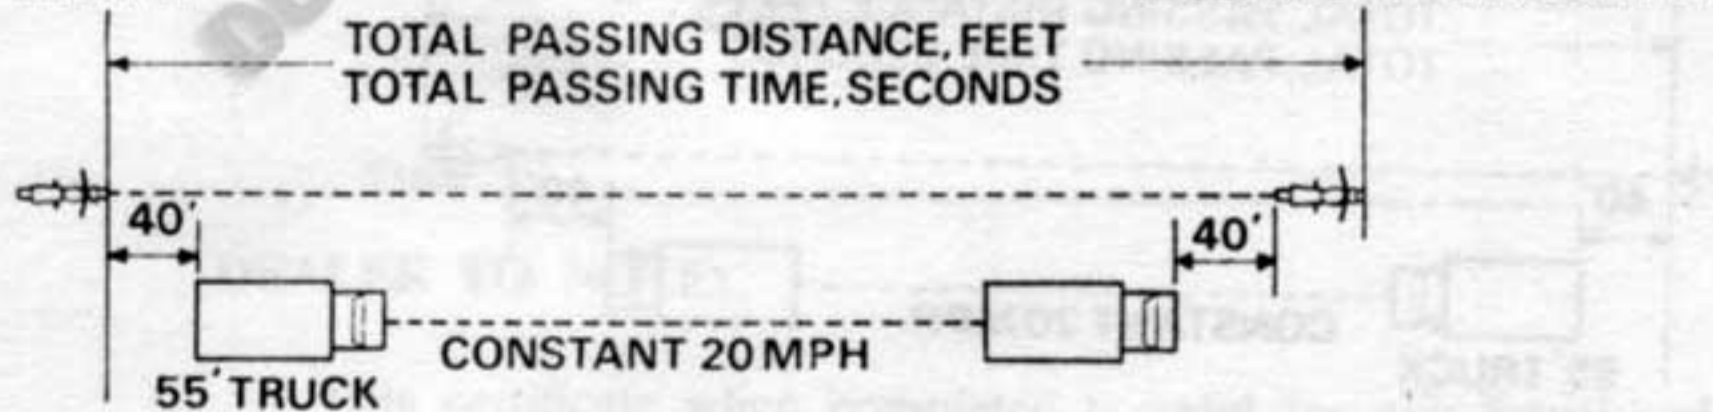 TOTAL PASSING DISTANCE, FEET
TOTAL PASSING TIME, SECONDS
40'
40'
CONSTANT 20 MPH
55' TRUCK